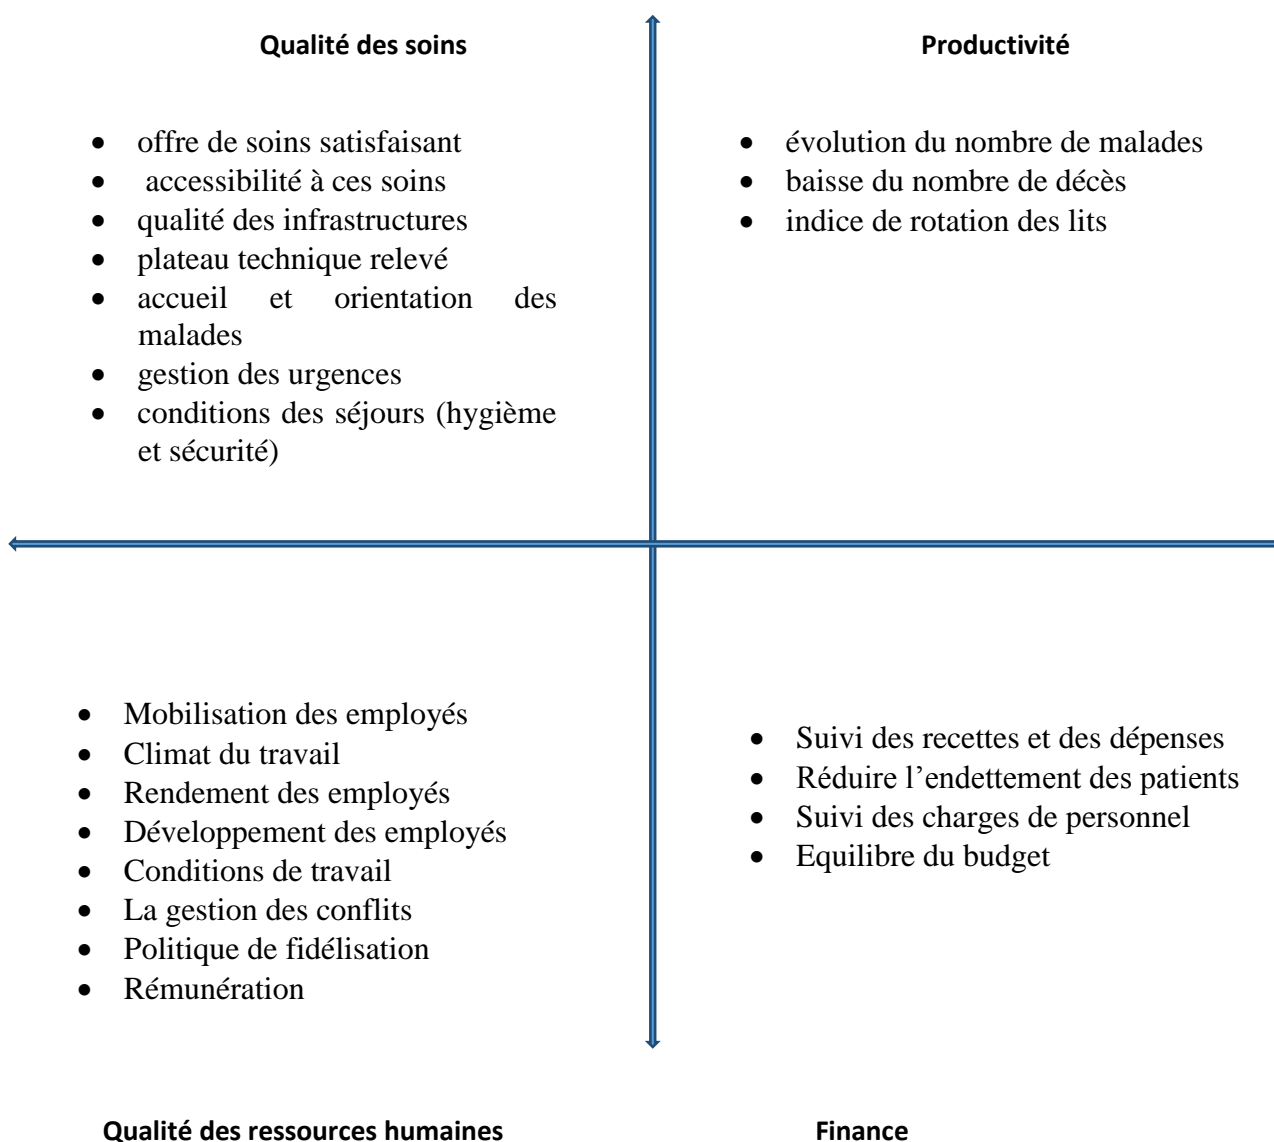 Qualité des soins
offre de soins satisfaisant
accessibilité à ces soins
qualité des infrastructures
plateau technique relevé
accueil et orientation des
malades
gestion des urgences
conditions des séjours (hygième
et sécurité)
Productivité
évolution du nombre de malades
baisse du nombre de décès
indice de rotation des lits
Mobilisation des employés
Climat du travail
Rendement des employés
Développement des employés
Conditions de travail
La gestion des conflits
Politique de fidélisation
Rémunération
Qualité des ressources humaines
Suivi des recettes et des dépenses
Réduire l’endettement des patients
Suivi des charges de personnel
Equilibre du budget
Finance